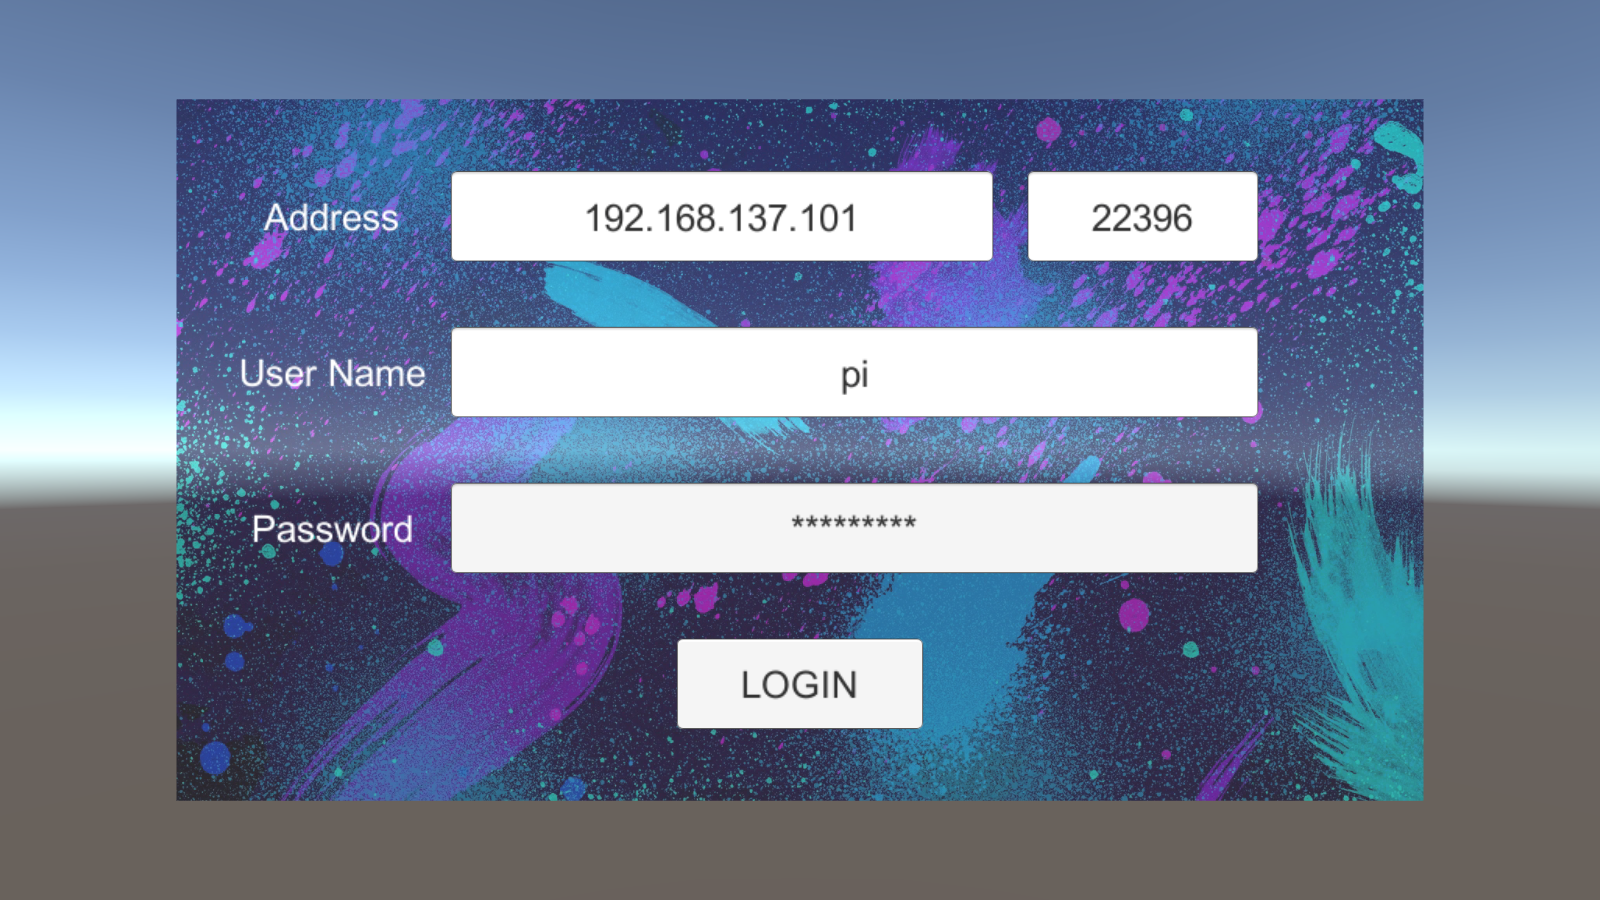 Address 192.168.137.101 22396
User Name pi
Password *********
LOGIN